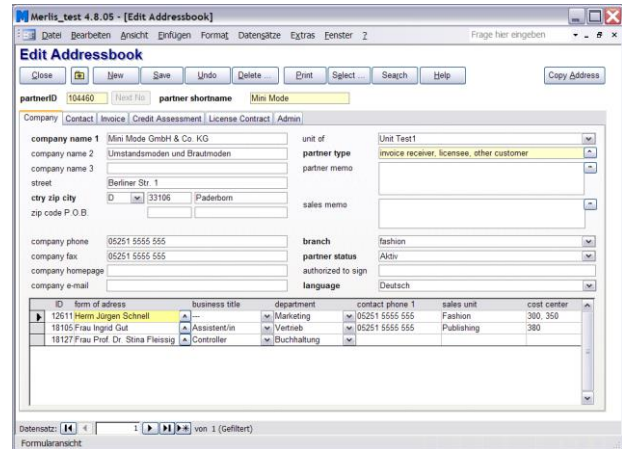 Merlis_test 4.8.05 - [Edit Addressbook]
Datei Bearbeiten Ansicht Einfügen Format Datensätze Extras Fenster ? Frage hier eingeben
Edit Addressbook
Close New Save Undo Delete ... Print Select ... Search Help Copy Address
partnerID 104460 Next No partner shortname Mini Mode
Company Contact Invoice Credit Assessment License Contract Admin
company name 1 Mini Mode GmbH & Co. KG unit of Unit Test1
company name 2 Umstandsmoden und Brautmoden partner type invoice receiver, licensee, other customer
company name 3 partner memo
street Berliner Str. 1
ctry zip city D 33106 Paderborn
zip code P.O.B. sales memo
company phone 05251 5555 555 branch fashion
company fax 05251 5555 555 partner status Aktiv
company homepage authorized to sign
company e-mail language Deutsch
ID form of adress business title department contact phone 1 sales unit cost center
12611 Herrn Jürgen Schnell --- Marketing 05251 5555 555 Fashion 300, 350
18105 Frau Ingrid Gut Assistent/in Vertrieb 05251 5555 555 Publishing 380
18127 Frau Prof. Dr. Stina Fleissig Controller Buchhaltung
Datensatz: 1 von 1 (Gefiltert)
Formularansicht